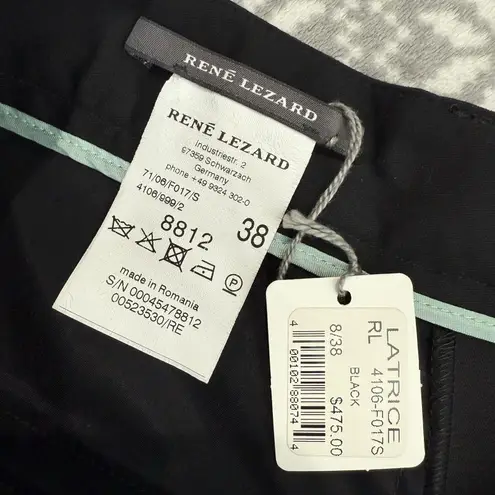 RENÉ LEZARD
RENÉ LEZARD
Industriestr. 2
97359 Schwarzach
Germany
phone +49 9324 302-0
71/06/F017/S
4106/999/2
8812
38
P
made in Romania
S/N 00045478812
00523530/RE
LATRICE
RL 4106-F017S
BLACK
8/38
$475.00
4 00102 88074 4